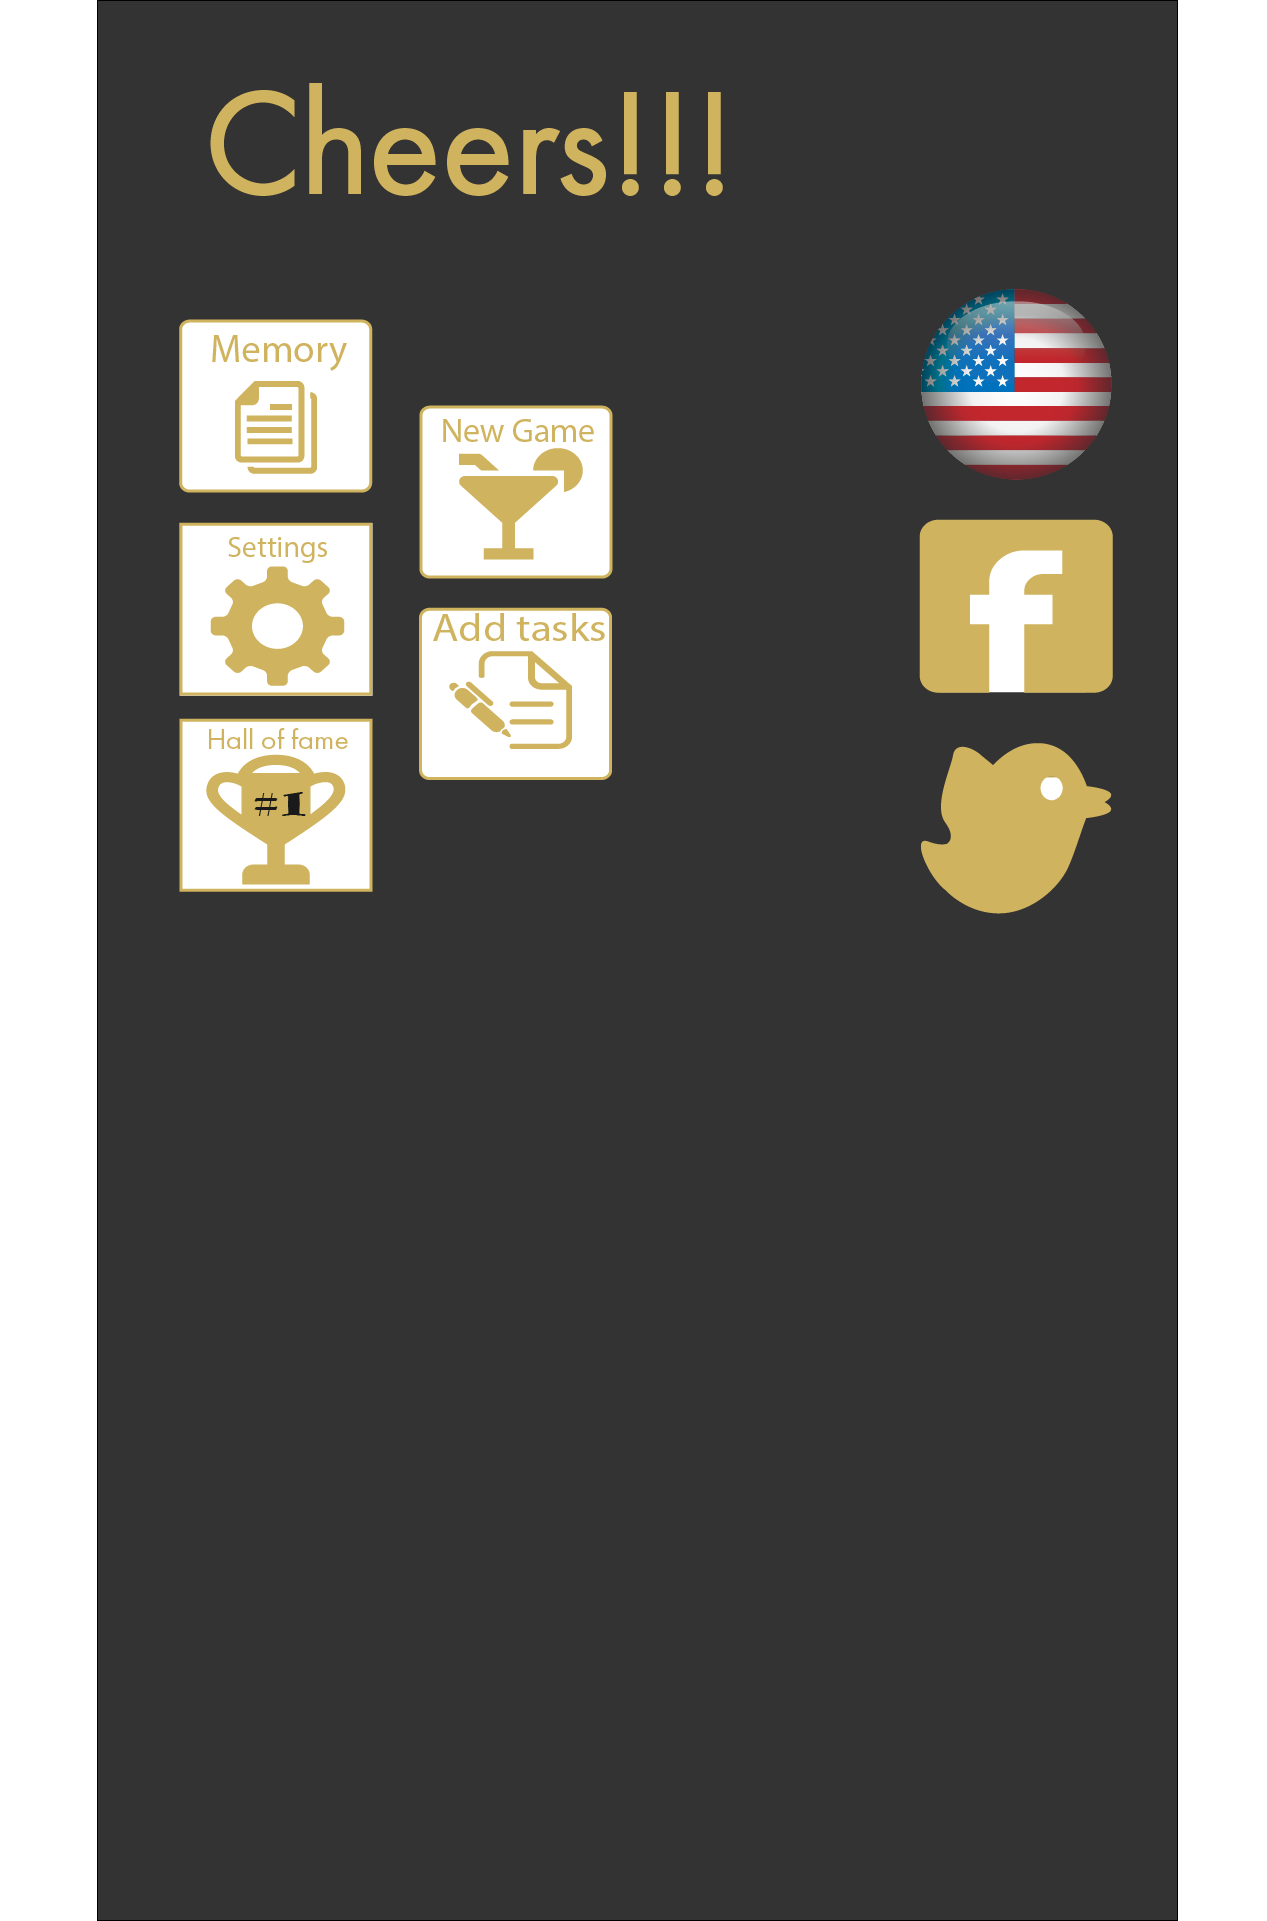 Cheers!!!
Memory
New Game
Settings
Add tasks
Hall of fame
#1
f